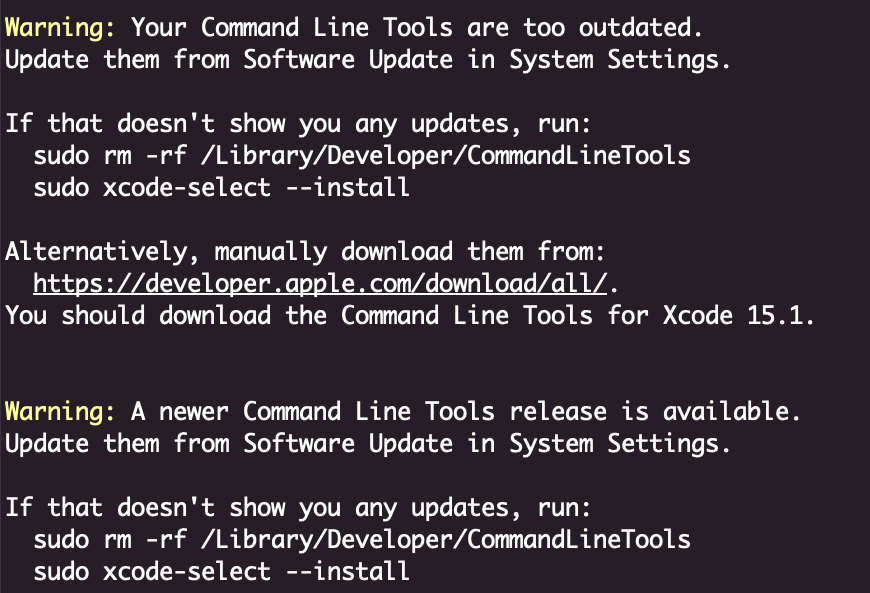 Warning: Your Command Line Tools are too outdated.
Update them from Software Update in System Settings.
If that doesn't show you any updates, run:
sudo rm -rf /Library/Developer/CommandLineTools
sudo xcode-select --install
Alternatively, manually download them from:
https://developer.apple.com/download/all/.
You should download the Command Line Tools for Xcode 15.1.
Warning: A newer Command Line Tools release is available.
Update them from Software Update in System Settings.
If that doesn't show you any updates, run:
sudo rm -rf /Library/Developer/CommandLineTools
sudo xcode-select --install